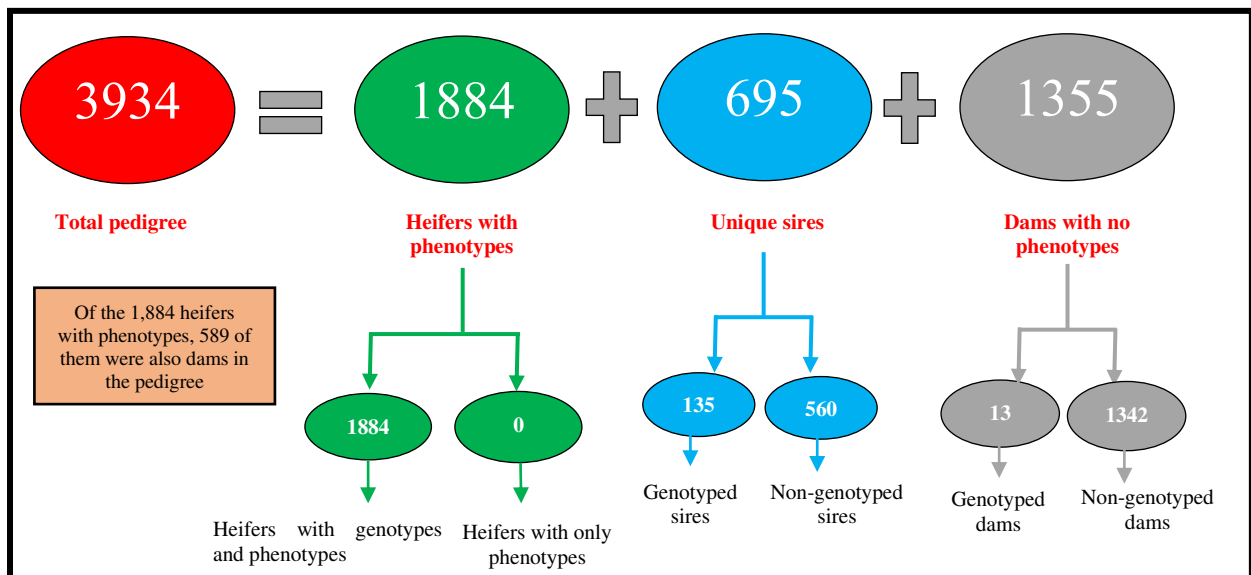 3934
1884
695
1355
Total pedigree
Heifers with
phenotypes
Unique sires
Dams with no
phenotypes
Of the 1,884 heifers
with phenotypes, 589 of
them were also dams in
the pedigree
1884
0
135
560
13
1342
Heifers with genotypes
and phenotypes
Heifers with only
phenotypes
Genotyped
sires
Non-genotyped
sires
Genotyped
dams
Non-genotyped
dams